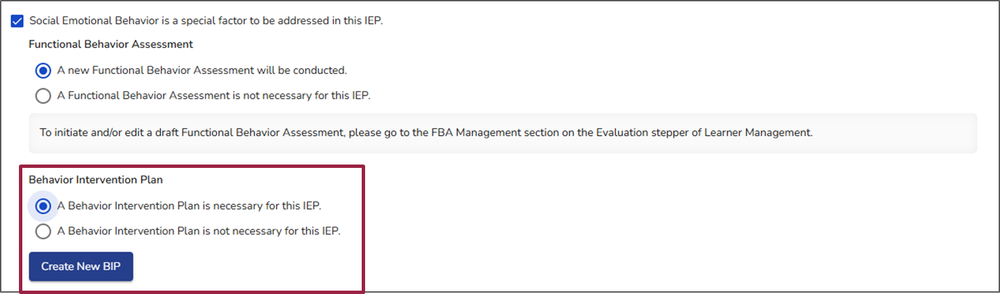 Social Emotional Behavior is a special factor to be addressed in this IEP.
Functional Behavior Assessment
A new Functional Behavior Assessment will be conducted.
A Functional Behavior Assessment is not necessary for this IEP.
To initiate and/or edit a draft Functional Behavior Assessment, please go to the FBA Management section on the Evaluation stepper of Learner Management.
Behavior Intervention Plan
A Behavior Intervention Plan is necessary for this IEP.
A Behavior Intervention Plan is not necessary for this IEP.
Create New BIP